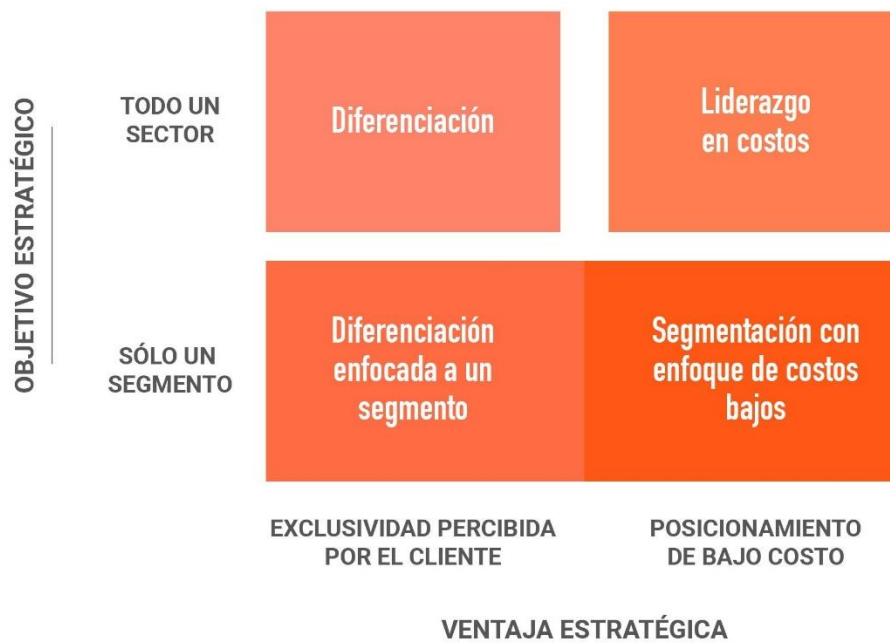 OBJETIVO ESTRATÉGICO
TODO UN
SECTOR
Diferenciación
Liderazgo
en costos
SÓLO UN
SEGMENTO
Diferenciación
enfocada a un
segmento
Segmentación con
enfoque de costos
bajos
EXCLUSIVIDAD PERCIBIDA
POR EL CLIENTE
POSICIONAMIENTO
DE BAJO COSTO
VENTAJA ESTRATÉGICA